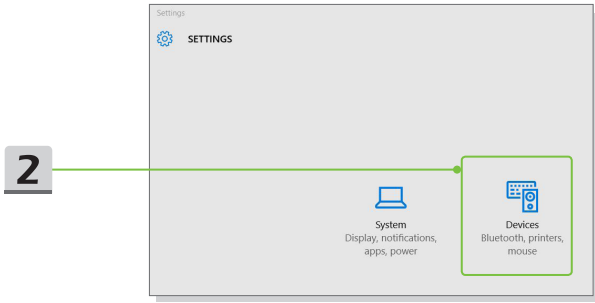 Settings
SETTINGS
2
System
Display, notifications,
apps, power
Devices
Bluetooth, printers,
mouse